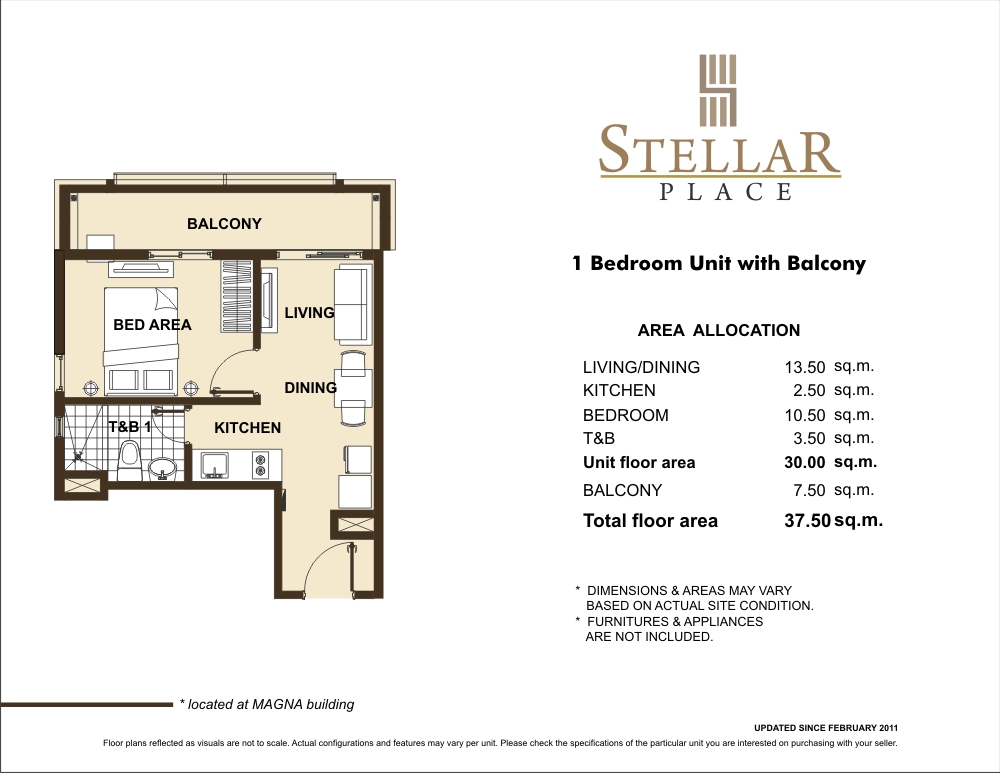 STELLAR
PLACE
BALCONY
1 Bedroom Unit with Balcony
LIVING
BED AREA
AREA ALLOCATION
LIVING/DINING 13.50 sq.m.
KITCHEN 2.50 sq.m.
BEDROOM 10.50 sq.m.
T&B 3.50 sq.m.
Unit floor area 30.00 sq.m.
BALCONY 7.50 sq.m.
Total floor area 37.50 sq.m.
DINING
T&B 1
KITCHEN
* DIMENSIONS & AREAS MAY VARY
BASED ON ACTUAL SITE CONDITION.
* FURNITURES & APPLIANCES
ARE NOT INCLUDED.
* located at MAGNA building
UPDATED SINCE FEBRUARY 2011
Floor plans reflected as visuals are not to scale. Actual configurations and features may vary per unit. Please check the specifications of the particular unit you are interested on purchasing with your seller.